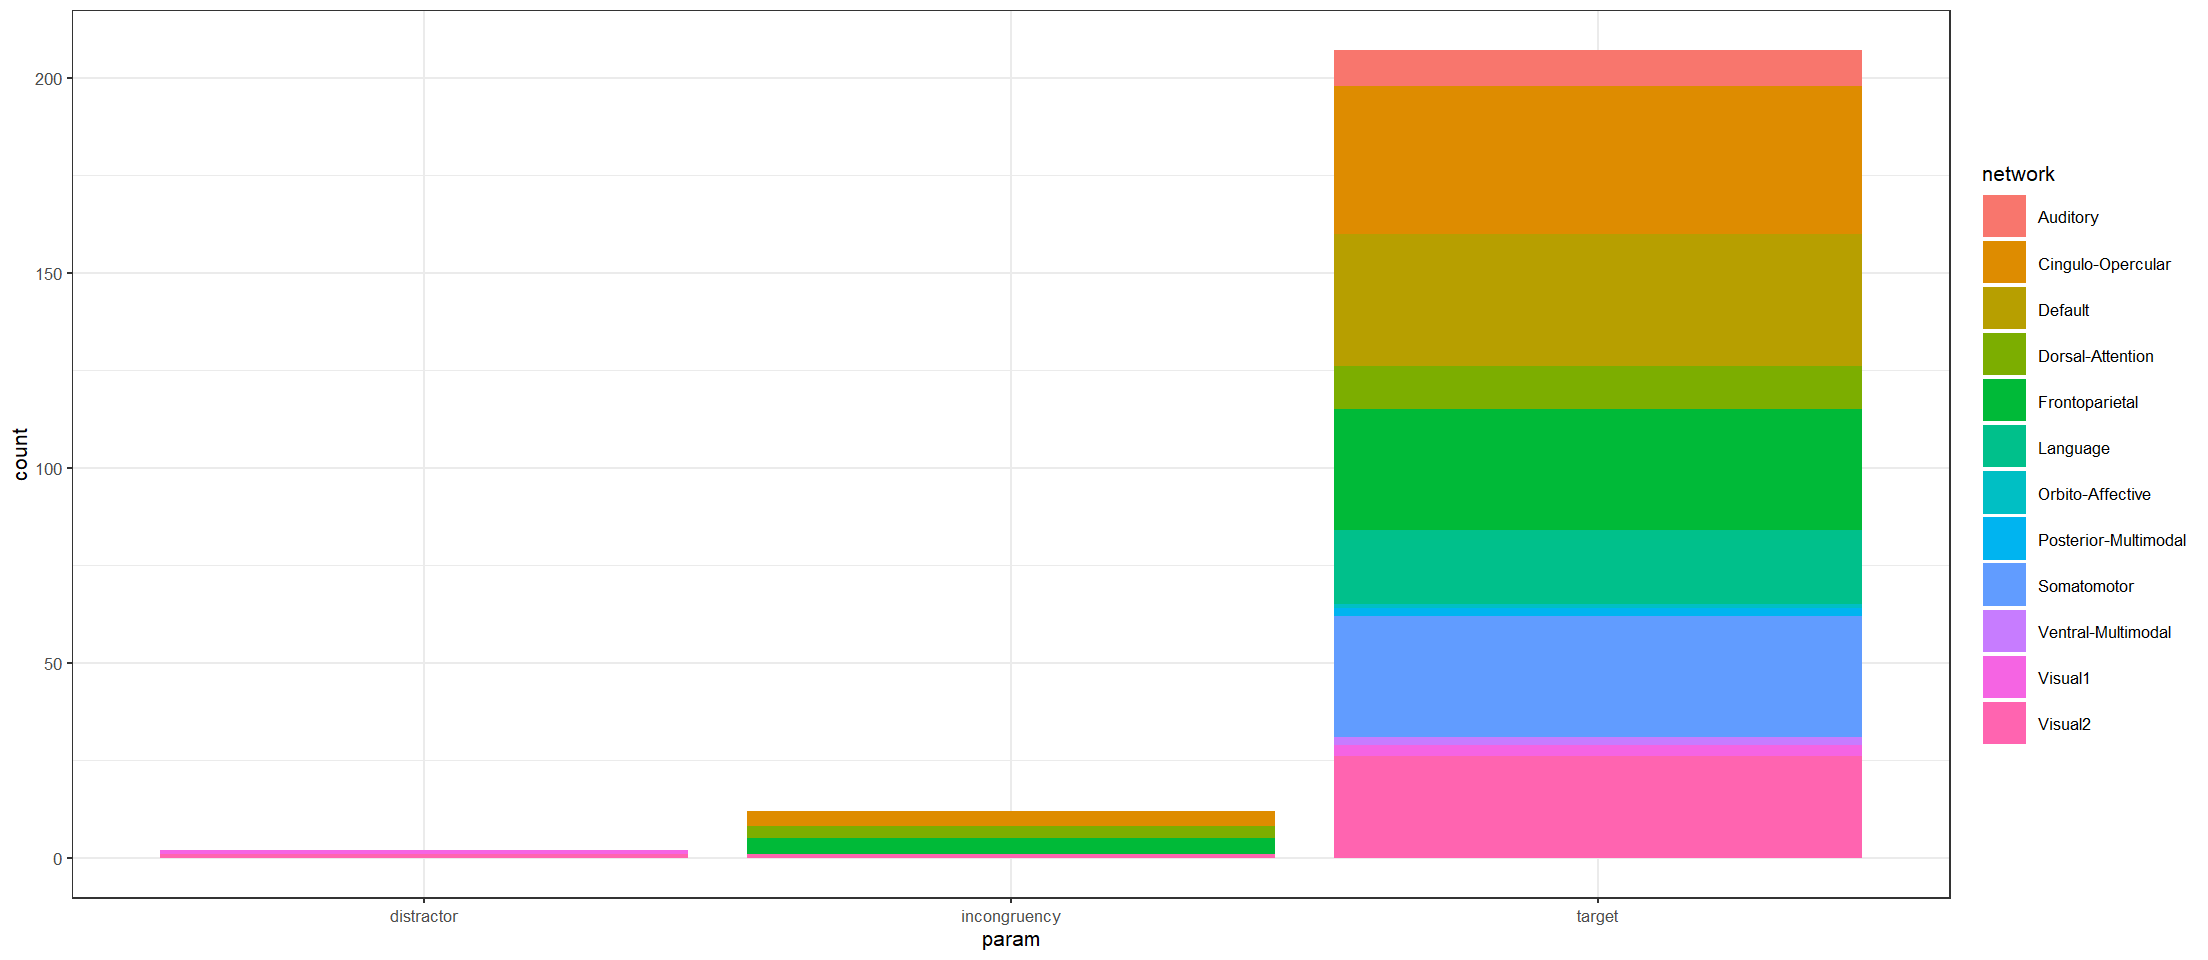 200
150
100
50
0
count
distractor
incongruency
target
param
network
Auditory
Cingulo-Opercular
Default
Dorsal-Attention
Frontoparietal
Language
Orbito-Affective
Posterior-Multimodal
Somatomotor
Ventral-Multimodal
Visual1
Visual2